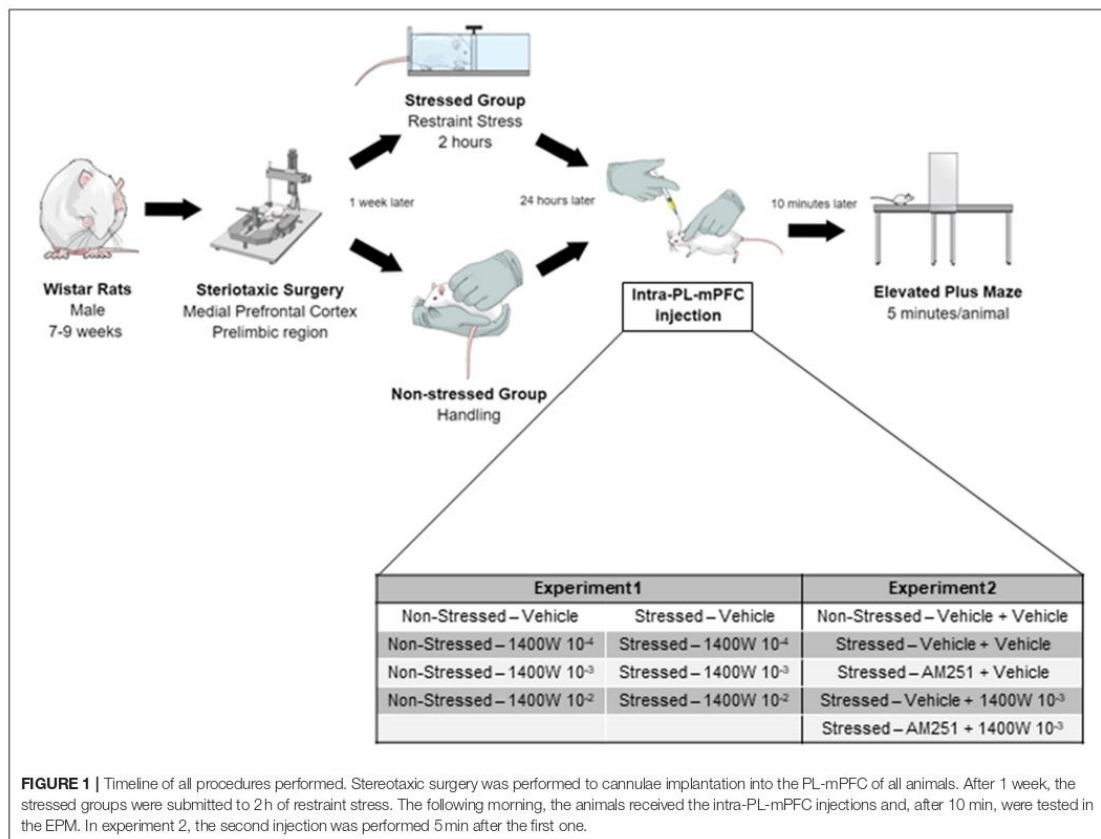 Stressed Group
Restraint Stress
2 hours
Wistar Rats
Male
7-9 weeks
Steriotaxic Surgery
Medial Prefrontal Cortex
Prelimbic region
1 week later
Non-stressed Group
Handling
24 hours later
Intra-PL-mPFC
injection
10 minutes later
Elevated Plus Maze
5 minutes/animal
Experiment1 Experiment2
Non-Stressed – Vehicle Stressed – Vehicle Non-Stressed – Vehicle + Vehicle
Non-Stressed – 1400W 10⁻⁴ Stressed – 1400W 10⁻⁴ Stressed – Vehicle + Vehicle
Non-Stressed – 1400W 10⁻³ Stressed – 1400W 10⁻³ Stressed – AM251 + Vehicle
Non-Stressed – 1400W 10⁻² Stressed – 1400W 10⁻² Stressed – Vehicle + 1400W 10⁻³
Stressed – AM251 + 1400W 10⁻³
FIGURE 1 | Timeline of all procedures performed. Stereotaxic surgery was performed to cannulae implantation into the PL-mPFC of all animals. After 1 week, the
stressed groups were submitted to 2 h of restraint stress. The following morning, the animals received the intra-PL-mPFC injections and, after 10 min, were tested in
the EPM. In experiment 2, the second injection was performed 5 min after the first one.